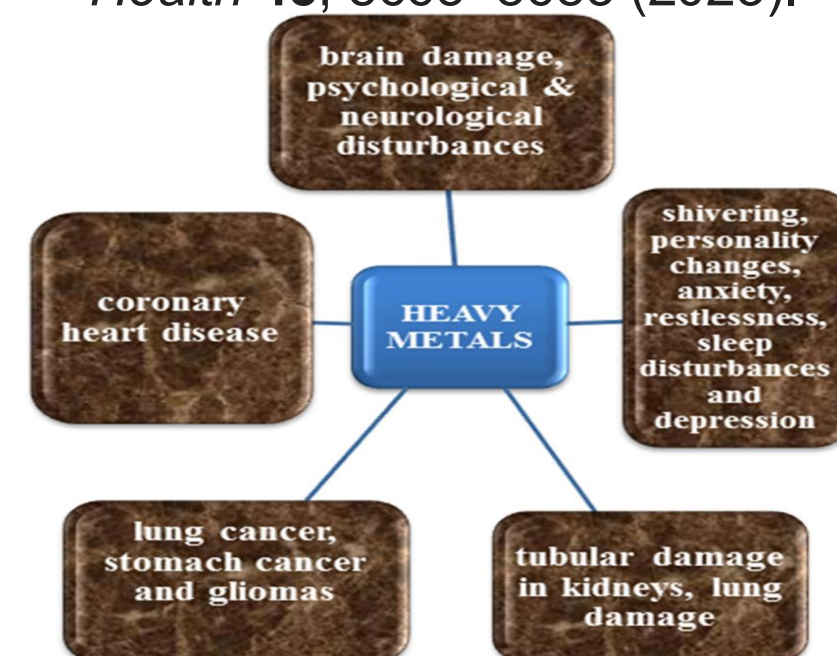 brain damage,
psychological &
neurological
disturbances
shivering,
personality
changes,
anxiety,
restlessness,
sleep
disturbances
and
depression
coronary
heart disease
HEAVY
METALS
lung cancer,
stomach cancer
and gliomas
tubular damage
in kidneys, lung
damage